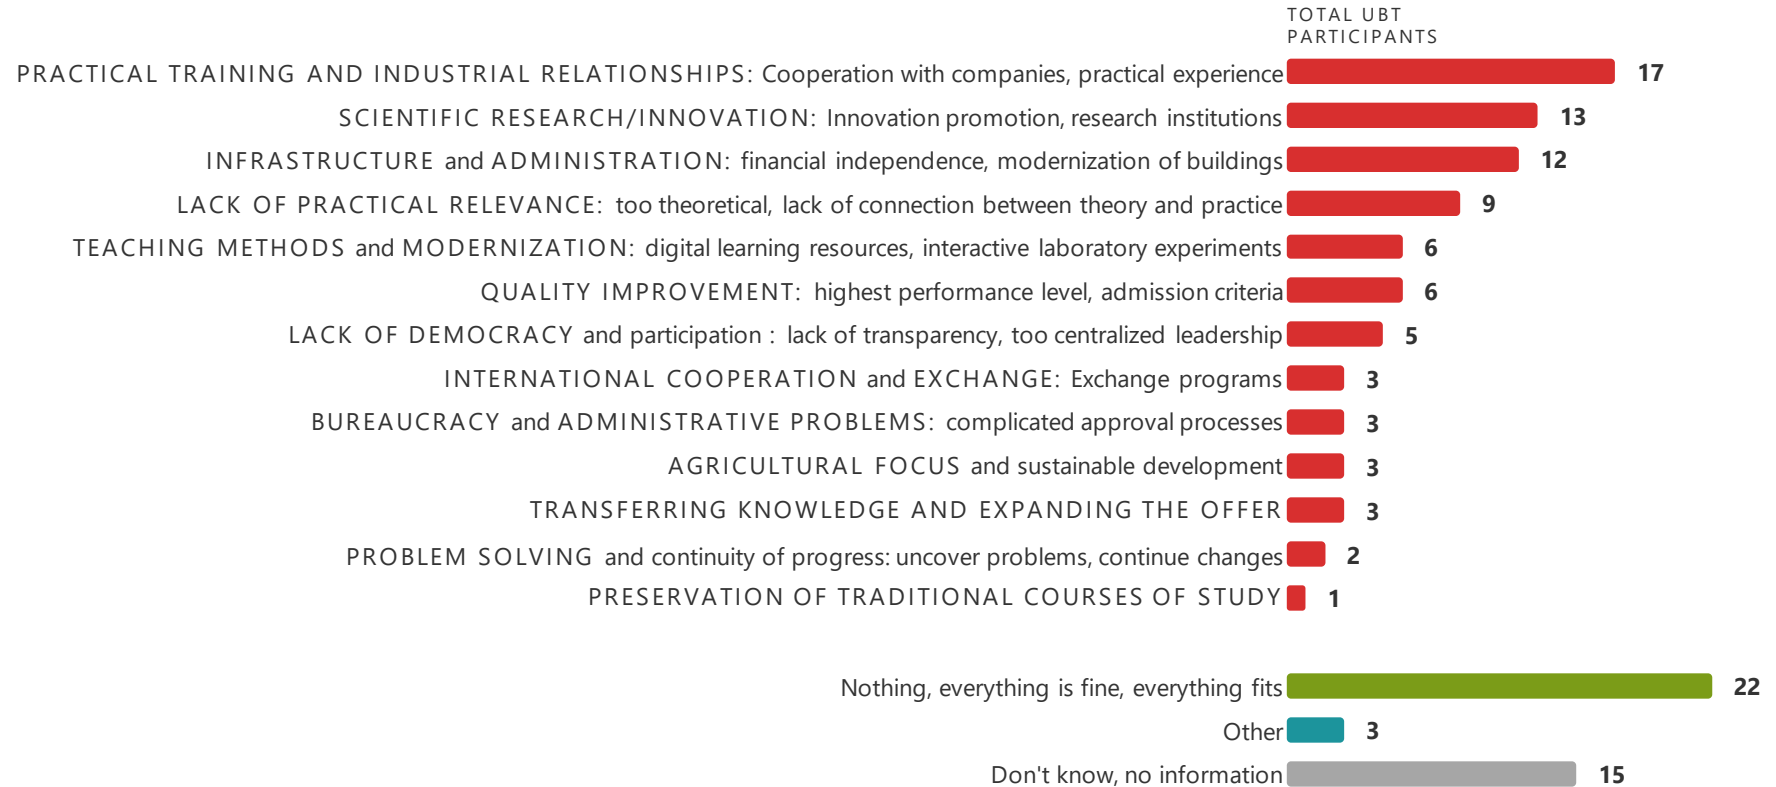 TOTAL UBT
PARTICIPANTS
PRACTICAL TRAINING AND INDUSTRIAL RELATIONSHIPS: Cooperation with companies, practical experience 17
SCIENTIFIC RESEARCH/INNOVATION: Innovation promotion, research institutions 13
INFRASTRUCTURE and ADMINISTRATION: financial independence, modernization of buildings 12
LACK OF PRACTICAL RELEVANCE: too theoretical, lack of connection between theory and practice 9
TEACHING METHODS and MODERNIZATION: digital learning resources, interactive laboratory experiments 6
QUALITY IMPROVEMENT: highest performance level, admission criteria 6
LACK OF DEMOCRACY and participation : lack of transparency, too centralized leadership 5
INTERNATIONAL COOPERATION and EXCHANGE: Exchange programs 3
BUREAUCRACY and ADMINISTRATIVE PROBLEMS: complicated approval processes 3
AGRICULTURAL FOCUS and sustainable development 3
TRANSFERRING KNOWLEDGE AND EXPANDING THE OFFER 3
PROBLEM SOLVING and continuity of progress: uncover problems, continue changes 2
PRESERVATION OF TRADITIONAL COURSES OF STUDY 1
Nothing, everything is fine, everything fits 22
Other 3
Don't know, no information 15